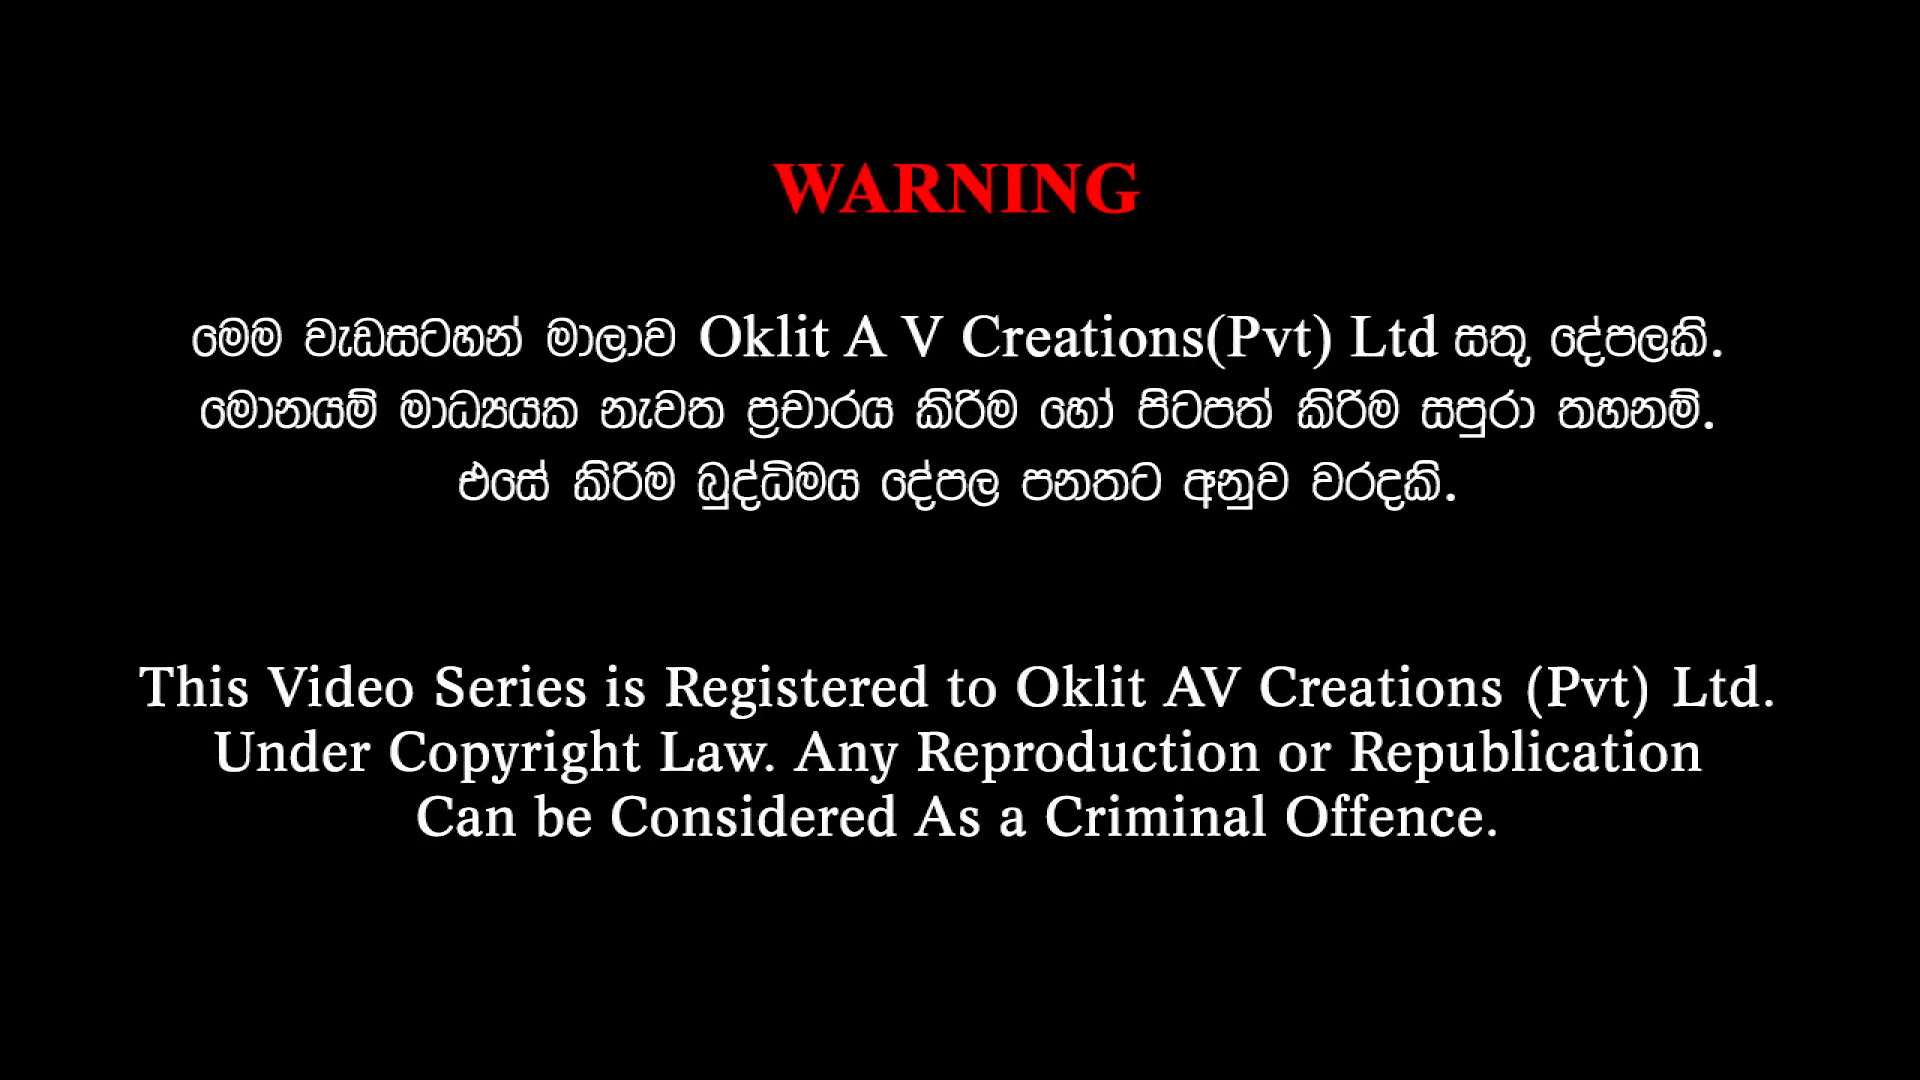 WARNING
මෙම වැඩසටහන් මාලාව Oklit A V Creations(Pvt) Ltd සතු දේපලකි.
මොනයම් මාධ්‍යයක නැවත ප්‍රචාරය කිරිම හෝ පිටපත් කිරිම සපුරා තහනම්.
එසේ කිරිම බුද්ධිමය දේපල පනතට අනුව වරදකි.
This Video Series is Registered to Oklit AV Creations (Pvt) Ltd.
Under Copyright Law. Any Reproduction or Republication
Can be Considered As a Criminal Offence.